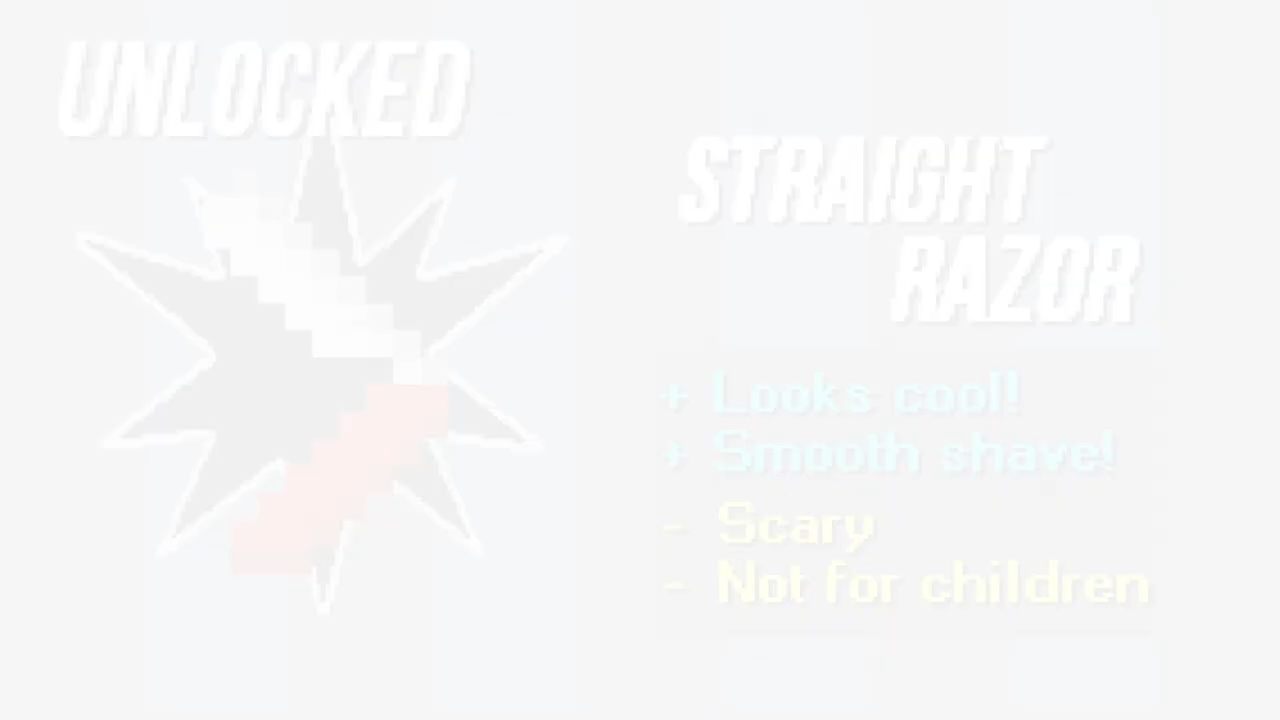 UNLOCKED
STRAIGHT
RAZOR
+ Looks cool!
+ Smooth shave!
- Scary
- Not for children